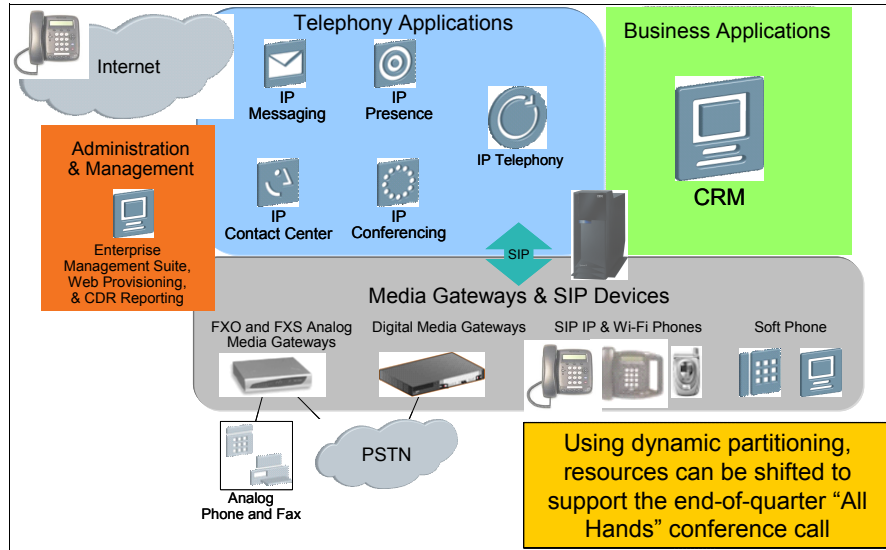 Telephony Applications
Business Applications
Internet
IP
Messaging
IP
Presence
IP Telephony
IP
Contact Center
IP
Conferencing
CRM
Administration
& Management
Enterprise
Management Suite,
Web Provisioning,
& CDR Reporting
SIP
Media Gateways & SIP Devices
FXO and FXS Analog
Media Gateways
Digital Media Gateways
SIP IP & Wi-Fi Phones
Soft Phone
PSTN
Analog
Phone and Fax
Using dynamic partitioning,
resources can be shifted to
support the end-of-quarter “All
Hands” conference call